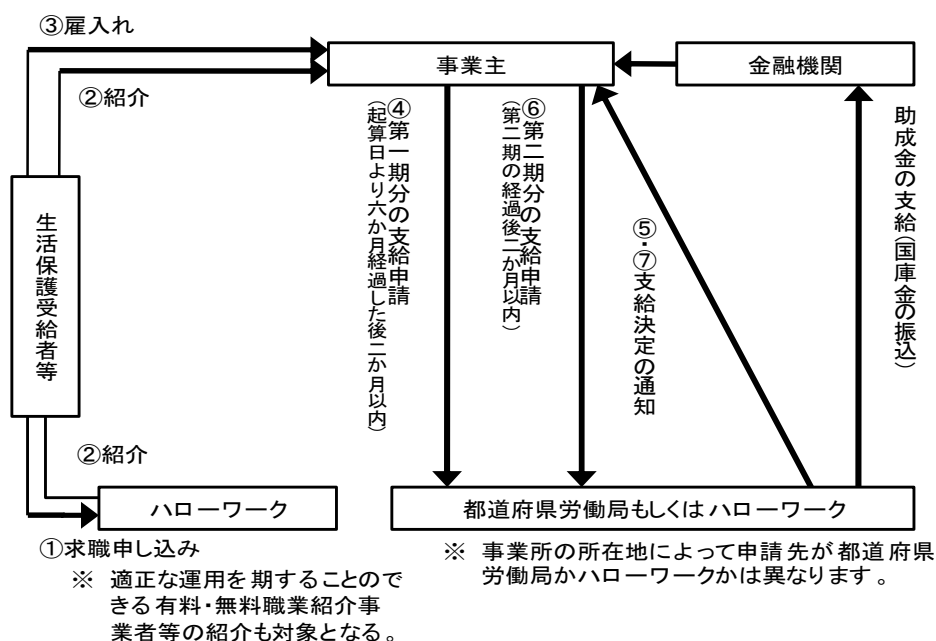 ③雇入れ
事業主
金融機関
②紹介
④第一期分の支給申請
(起算日より六か月経過した後二か月以内)
⑥第二期分の支給申請
(第二期の経過後二か月以内)
⑤・⑦支給決定の通知
助成金の支給(国庫金の振込)
生活保護受給者等
②紹介
ハローワーク
都道府県労働局もしくはハローワーク
①求職申し込み
※ 適正な運用を期することので
きる有料・無料職業紹介事
業者等の紹介も対象となる。
※ 事業所の所在地によって申請先が都道府県
労働局かハローワークかは異なります。